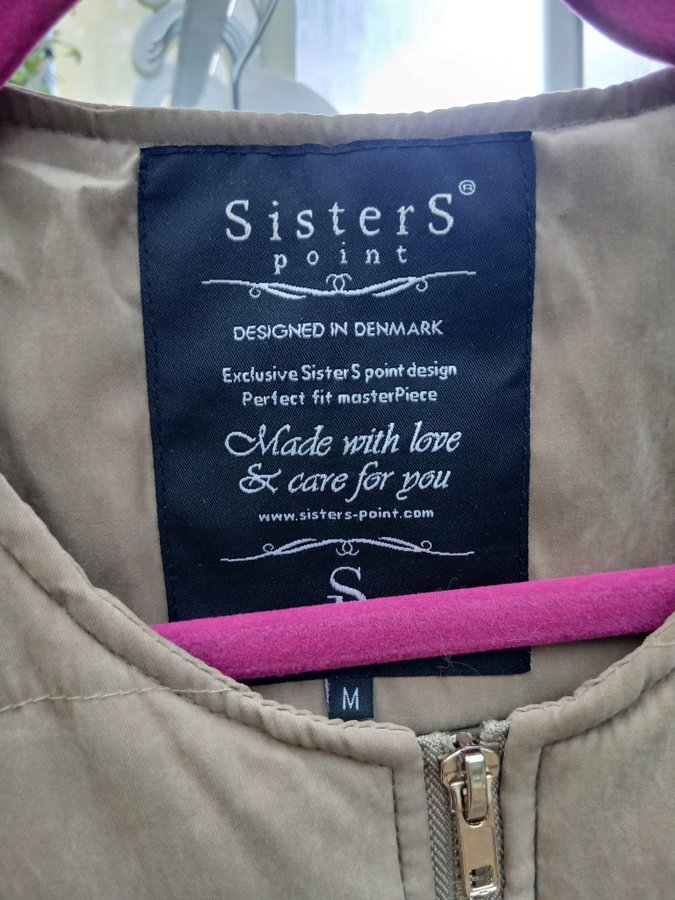 SisterS®
point
DESIGNED IN DENMARK
Exclusive SisterS point design
Perfect fit masterPiece
Made with love
& care for you
www.sisters-point.com
S
M